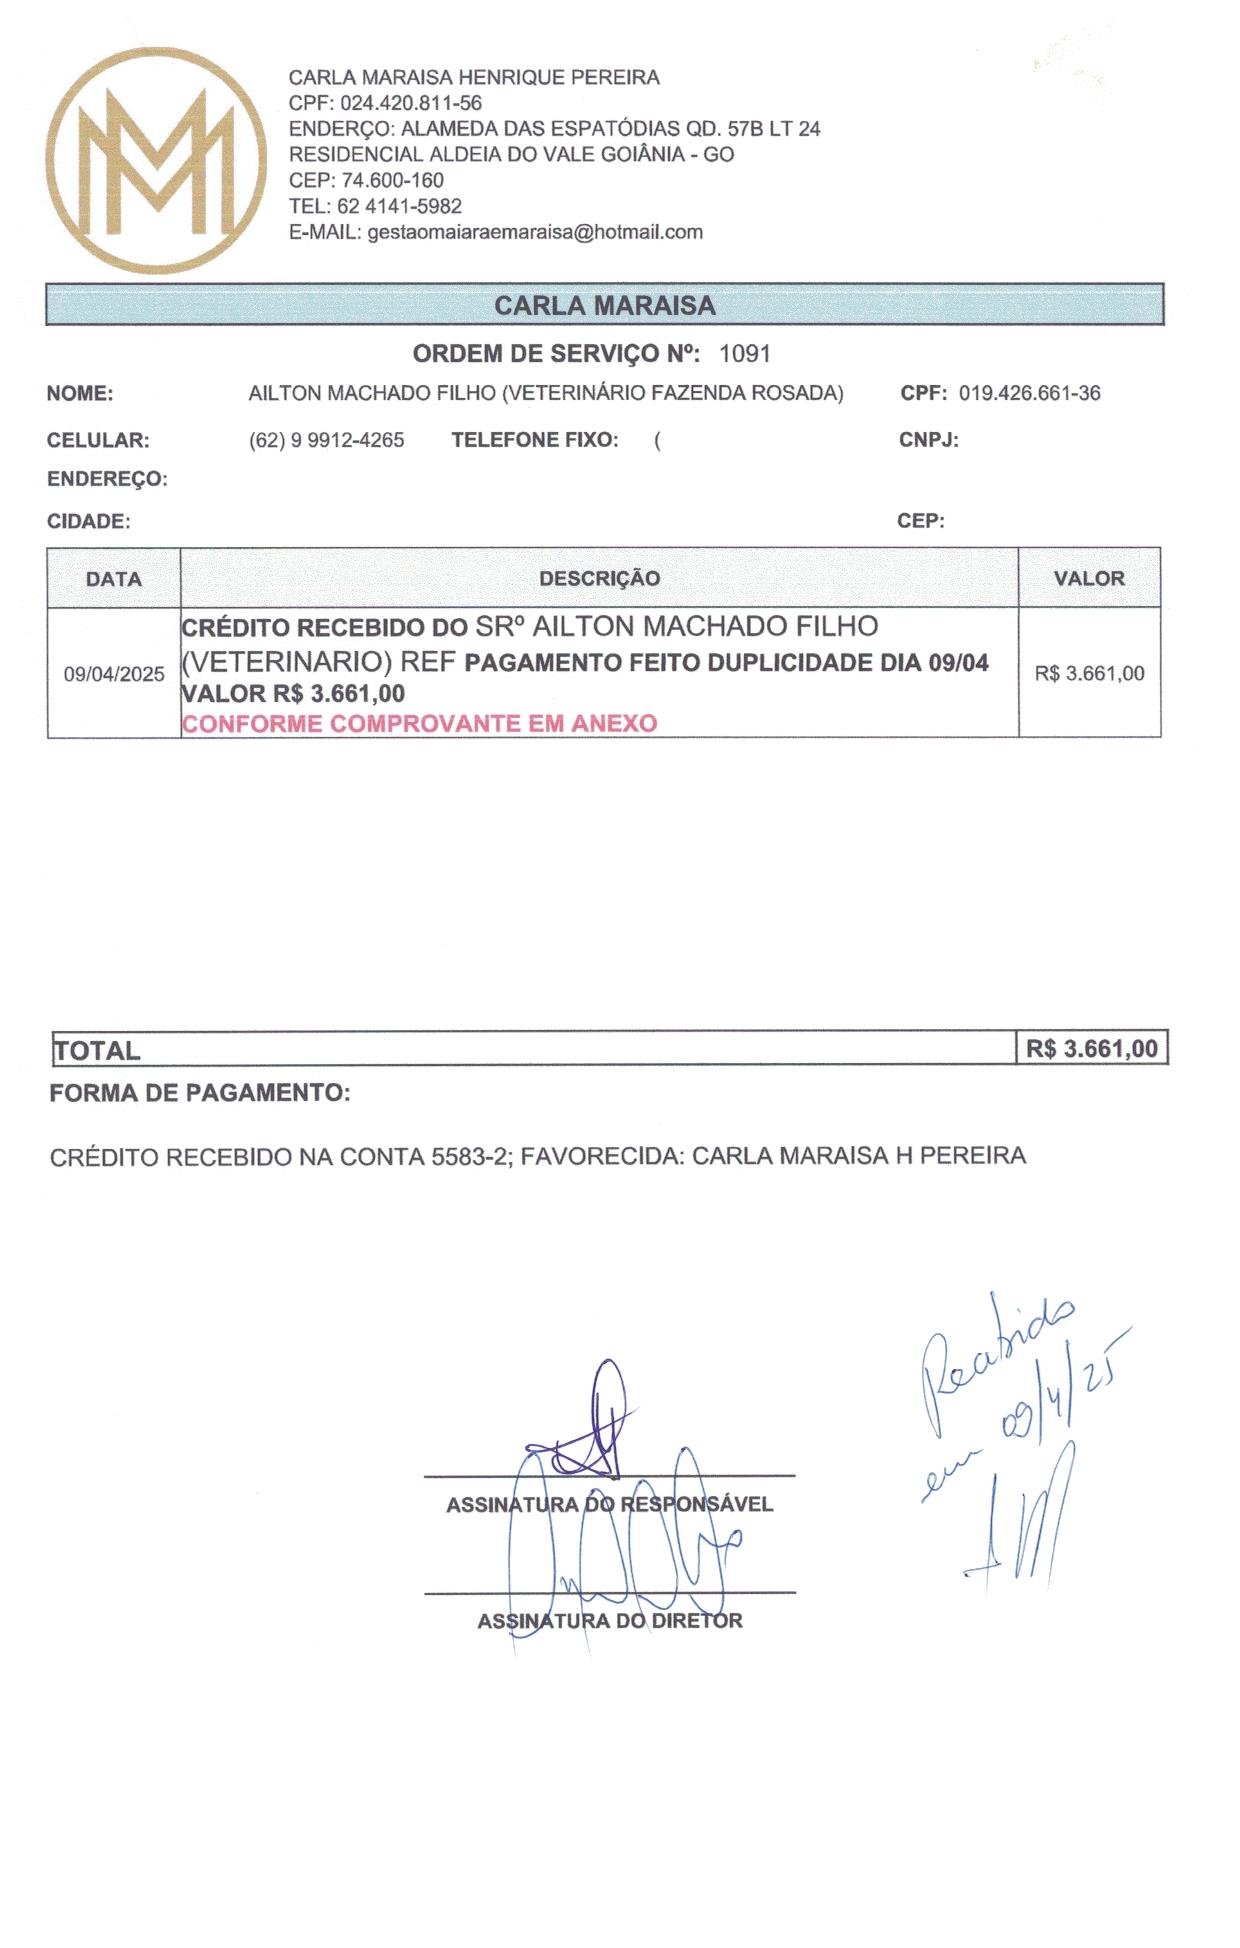 CARLA MARAISA HENRIQUE PEREIRA
CPF: 024.420.811-56
ENDERÇO: ALAMEDA DAS ESPATÓDIAS QD. 57B LT 24
RESIDENCIAL ALDEIA DO VALE GOIÂNIA - GO
CEP: 74.600-160
TEL: 62 4141-5982
E-MAIL: gestaomaiaraemaraisa@hotmail.com
CARLA MARAISA
ORDEM DE SERVIÇO Nº: 1091
NOME: AILTON MACHADO FILHO (VETERINÁRIO FAZENDA ROSADA) CPF: 019.426.661-36
CELULAR: (62) 9 9912-4265 TELEFONE FIXO: ( CNPJ:
ENDEREÇO:
CIDADE: CEP:
DATA DESCRIÇÃO VALOR
CRÉDITO RECEBIDO DO SRº AILTON MACHADO FILHO
(VETERINARIO) REF PAGAMENTO FEITO DUPLICIDADE DIA 09/04
09/04/2025 R$ 3.661,00
VALOR R$ 3.661,00
CONFORME COMPROVANTE EM ANEXO
TOTAL R$ 3.661,00
FORMA DE PAGAMENTO:
CRÉDITO RECEBIDO NA CONTA 5583-2; FAVORECIDA: CARLA MARAISA H PEREIRA
Recebido
em 09/4/25
ASSINATURA DO RESPONSÁVEL
ASSINATURA DO DIRETOR